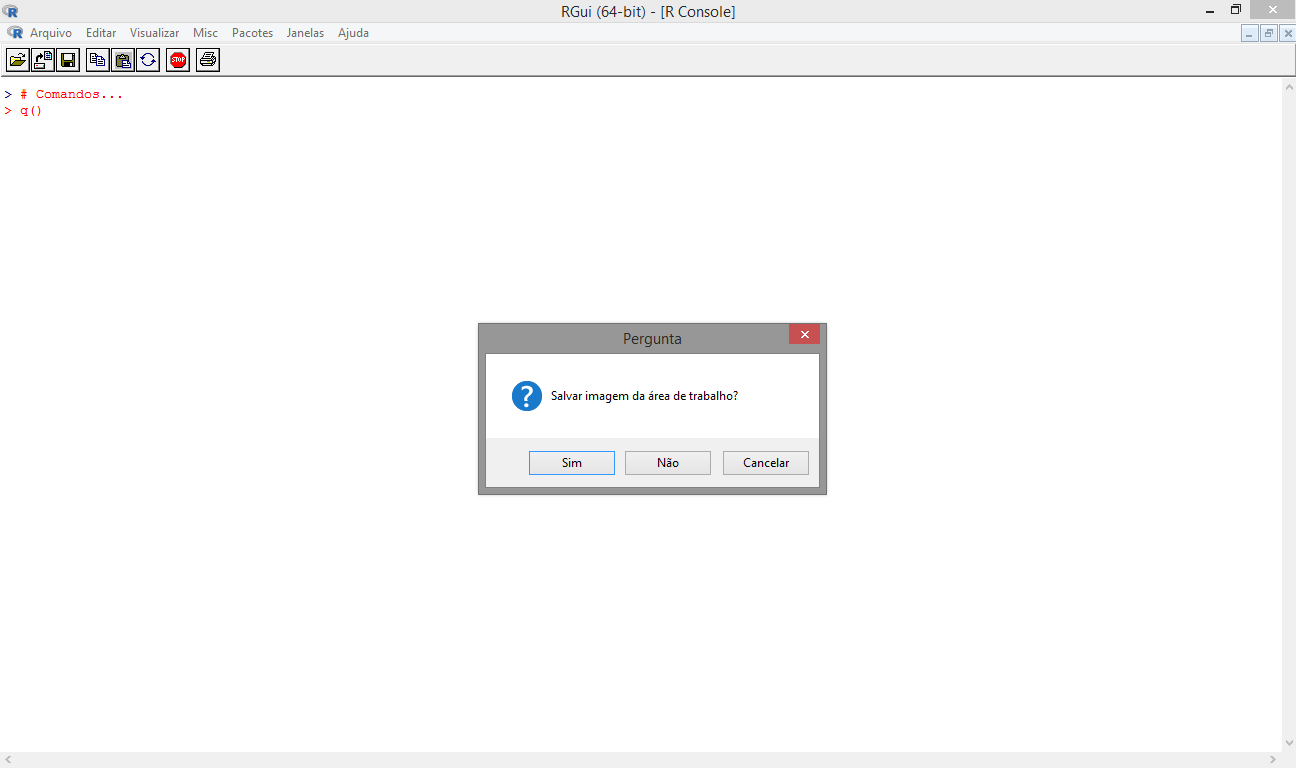 RGui (64-bit) - [R Console]
Arquivo Editar Visualizar Misc Pacotes Janelas Ajuda
STOP
> # Comandos...
> q()
Pergunta
Salvar imagem da área de trabalho?
Sim Não Cancelar